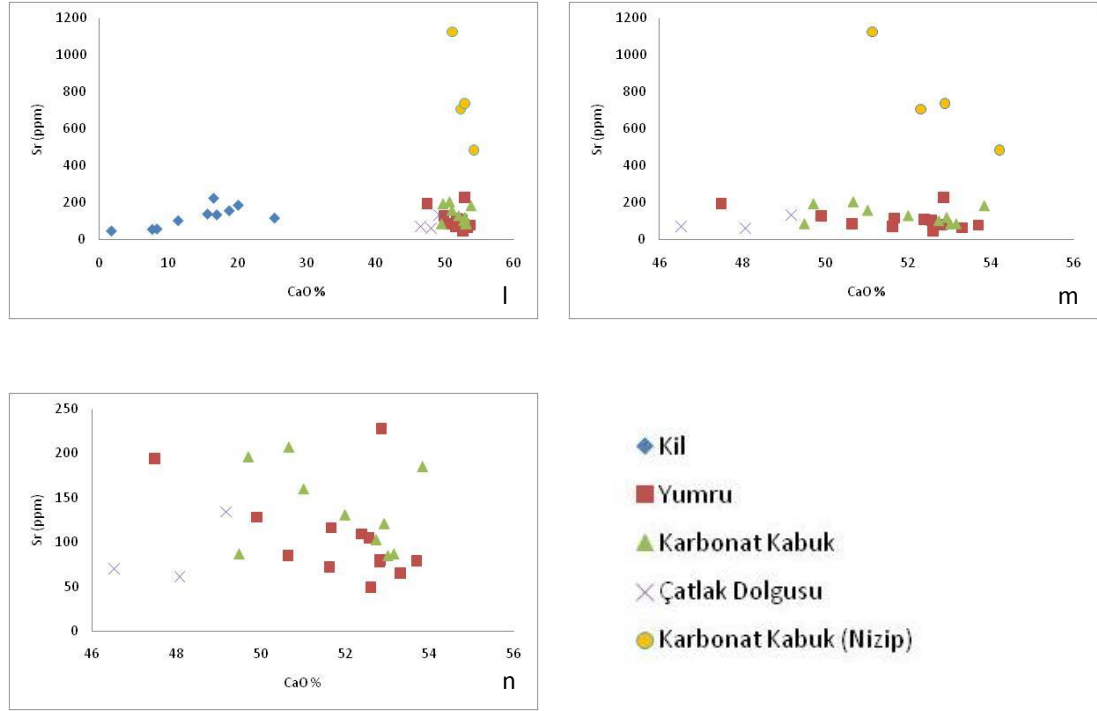 1200
1000
800
600
400
200
0
Sr (ppm)
0 10 20 30 40 50 60
CaO %
l
1200
1000
800
600
400
200
0
Sr (ppm)
46 48 50 52 54 56
CaO %
m
250
200
150
100
50
0
Sr (ppm)
46 48 50 52 54 56
CaO %
n
Kil
Yumru
Karbonat Kabuk
Çatlak Dolgusu
Karbonat Kabuk (Nizip)